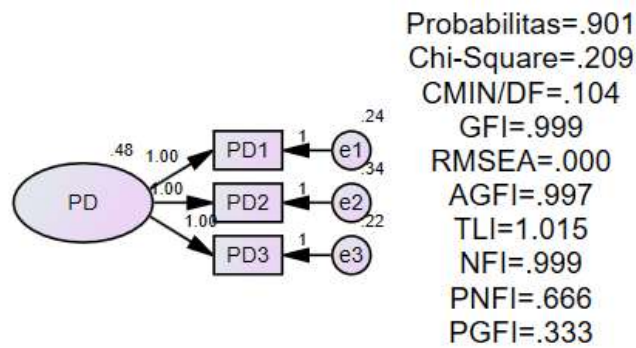 Probabilitas=.901
Chi-Square=.209
CMIN/DF=.104
GFI=.999
RMSEA=.000
AGFI=.997
TLI=1.015
NFI=.999
PNFI=.666
PGFI=.333
.48
PD
1.00
PD1
1
.24
e1
1.00
PD2
1
.34
e2
1.00
PD3
1
.22
e3